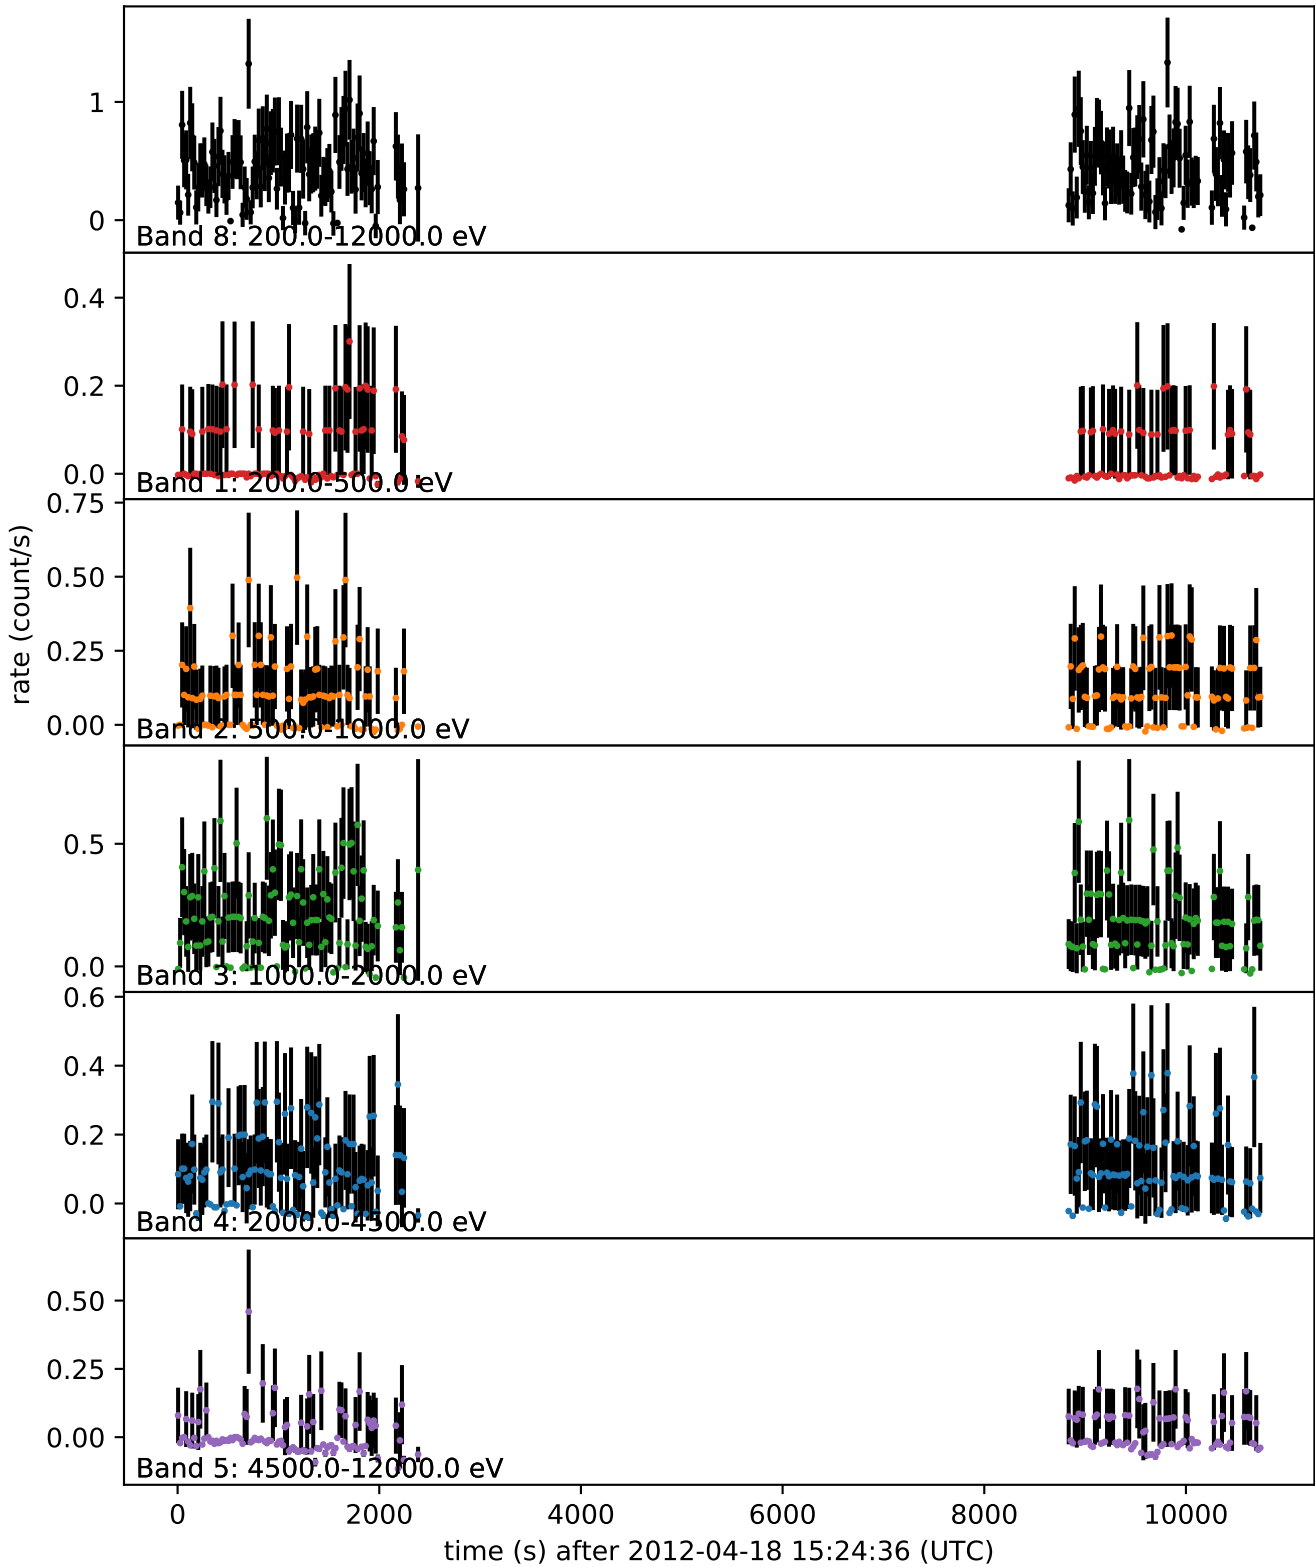 1
0
Band 8: 200.0-12000.0 eV
0.4
0.2
0.0
Band 1: 200.0-500.0 eV
0.75
0.50
0.25
0.00
Band 2: 500.0-1000.0 eV
rate (count/s)
0.5
0.0
Band 3: 1000.0-2000.0 eV
0.6
0.4
0.2
0.0
Band 4: 2000.0-4500.0 eV
0.50
0.25
0.00
Band 5: 4500.0-12000.0 eV
0 2000 4000 6000 8000 10000
time (s) after 2012-04-18 15:24:36 (UTC)